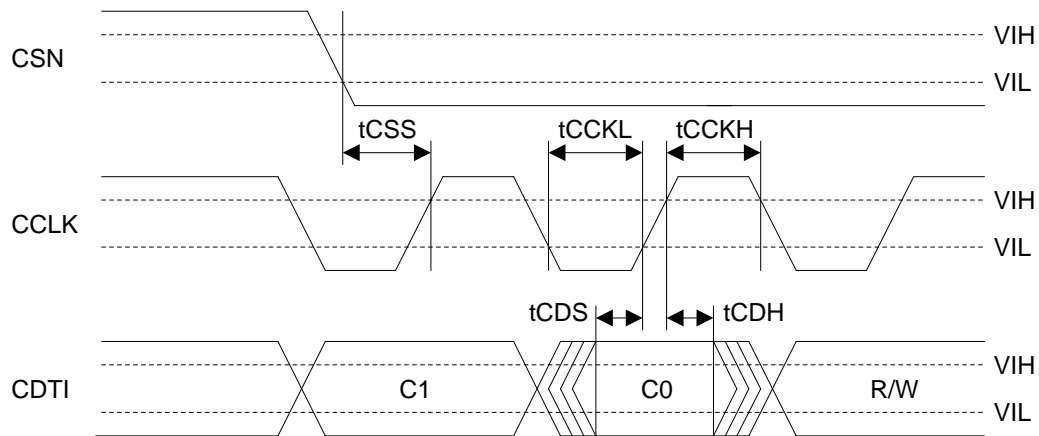 CSN
VIH
VIL
tCSS
tCCKL
tCCKH
CCLK
VIH
VIL
tCDS
tCDH
CDTI
C1
C0
R/W
VIH
VIL